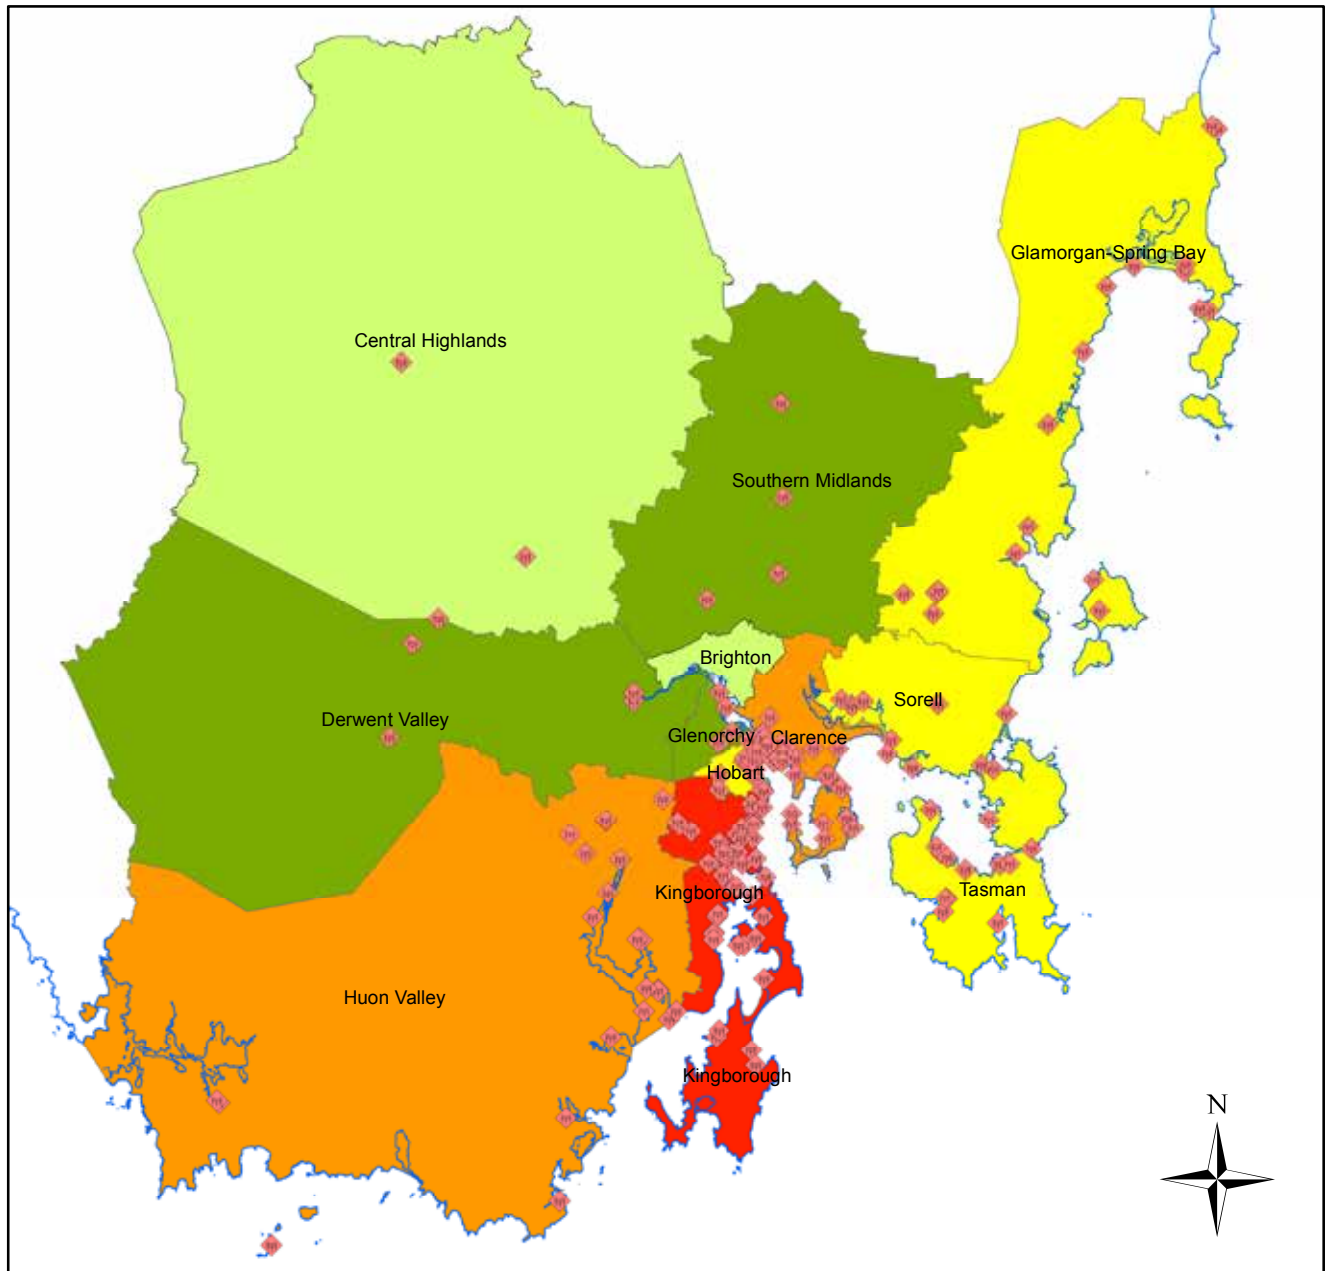 Glamorgan-Spring Bay
Central Highlands
Southern Midlands
Brighton
Sorell
Derwent Valley
Glenorchy
Clarence
Hobart
Kingborough
Tasman
Huon Valley
Kingborough
N